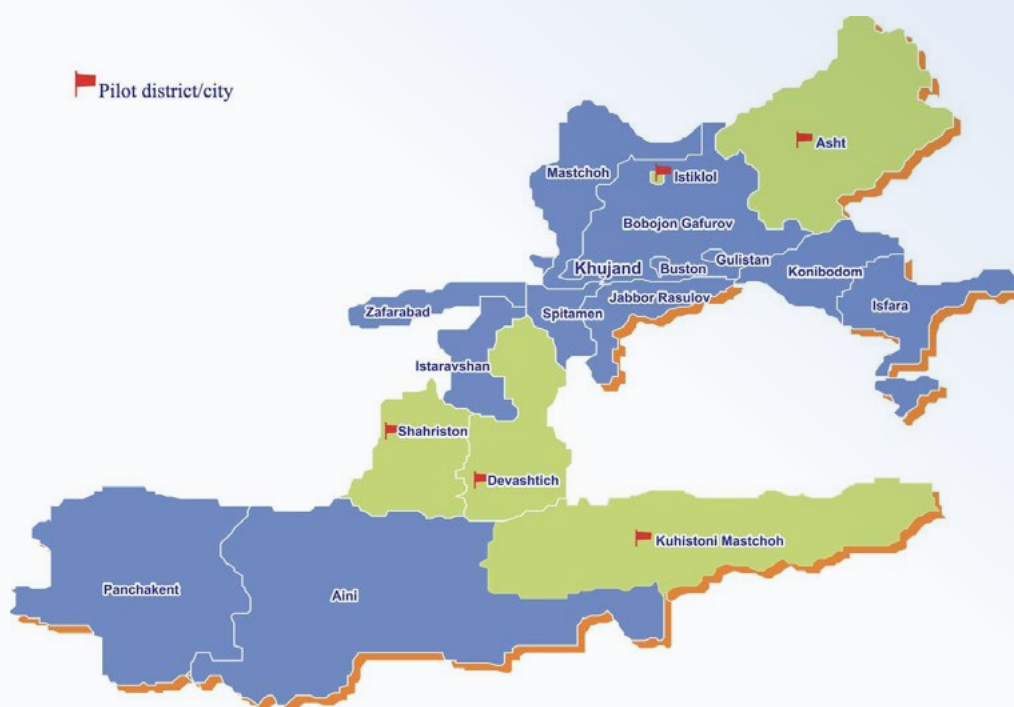 Pilot district/city
Asht
Mastchoh
Istiklol
Bobojon Gafurov
Gulistan
Khujand
Buston
Konibodom
Jabbor Rasulov
Isfara
Zafarabad
Spitamen
Istaravshan
Shahriston
Devashtich
Kuhistoni Mastchoh
Panchakent
Aini